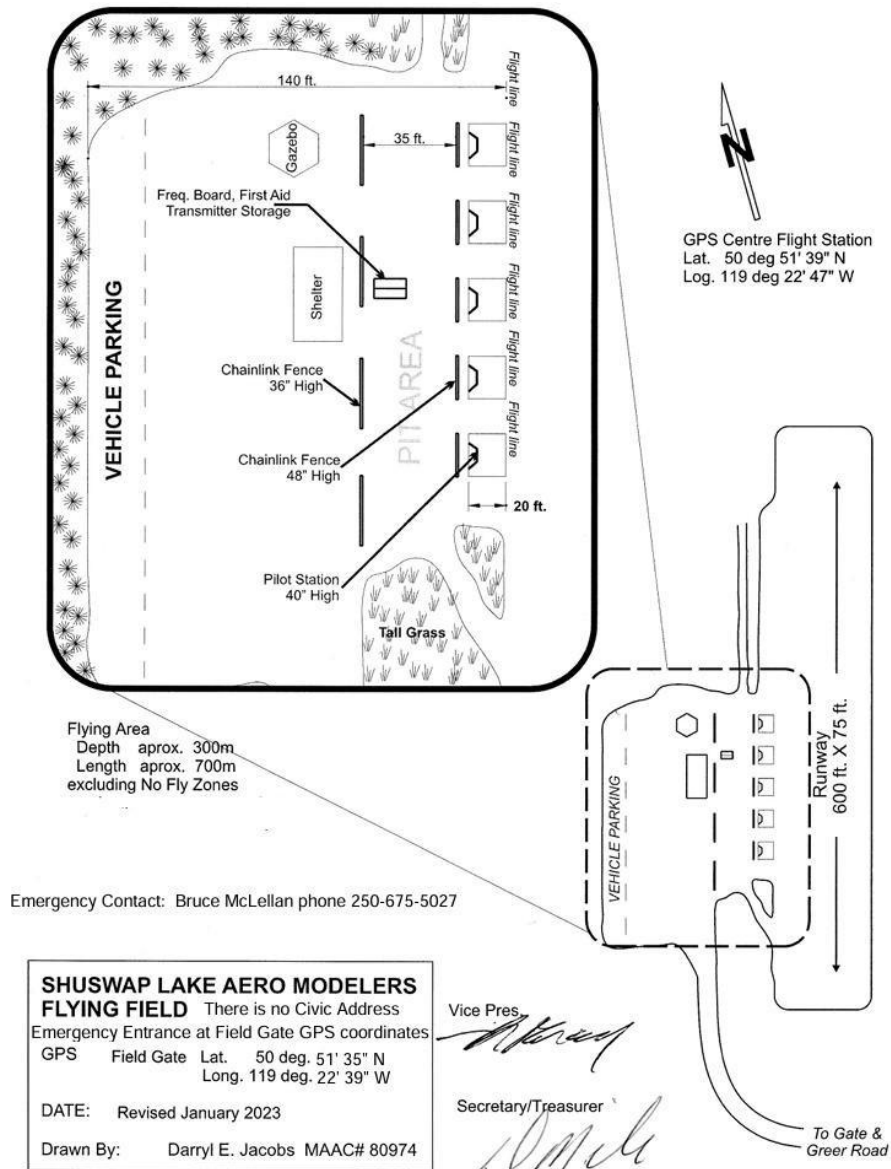 140 ft.
Flight line
Flight line
Flight line
Flight line
Flight line
Flight line
Gazebo
35 ft.
Freq. Board, First Aid
Transmitter Storage
Shelter
VEHICLE PARKING
PIT AREA
Chainlink Fence
36" High
Chainlink Fence
48" High
20 ft.
Pilot Station
40" High
Tall Grass
N
GPS Centre Flight Station
Lat. 50 deg 51' 39" N
Log. 119 deg 22' 47" W
Flying Area
Depth aprox. 300m
Length aprox. 700m
excluding No Fly Zones
VEHICLE PARKING
Runway
600 ft. X 75 ft.
Emergency Contact: Bruce McLellan phone 250-675-5027
SHUSWAP LAKE AERO MODELERS
FLYING FIELD There is no Civic Address
Emergency Entrance at Field Gate GPS coordinates
GPS Field Gate Lat. 50 deg. 51' 35" N
Long. 119 deg. 22' 39" W
DATE: Revised January 2023
Drawn By: Darryl E. Jacobs MAAC# 80974
Vice Pres.
Secretary/Treasurer
To Gate &
Greer Road